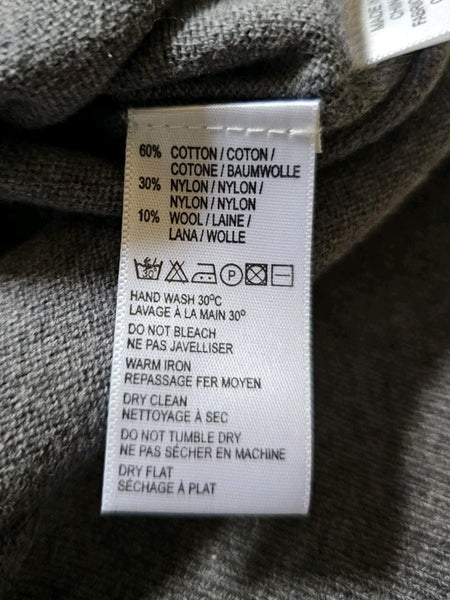 60% COTTON / COTON /
COTONE / BAUMWOLLE
30% NYLON / NYLON /
NYLON / NYLON
10% WOOL / LAINE /
LANA / WOLLE
30
P
HAND WASH 30°C
LAVAGE À LA MAIN 30°
DO NOT BLEACH
NE PAS JAVELLISER
WARM IRON
REPASSAGE FER MOYEN
DRY CLEAN
NETTOYAGE À SEC
DO NOT TUMBLE DRY
NE PAS SÉCHER EN MACHINE
DRY FLAT
SÉCHAGE À PLAT